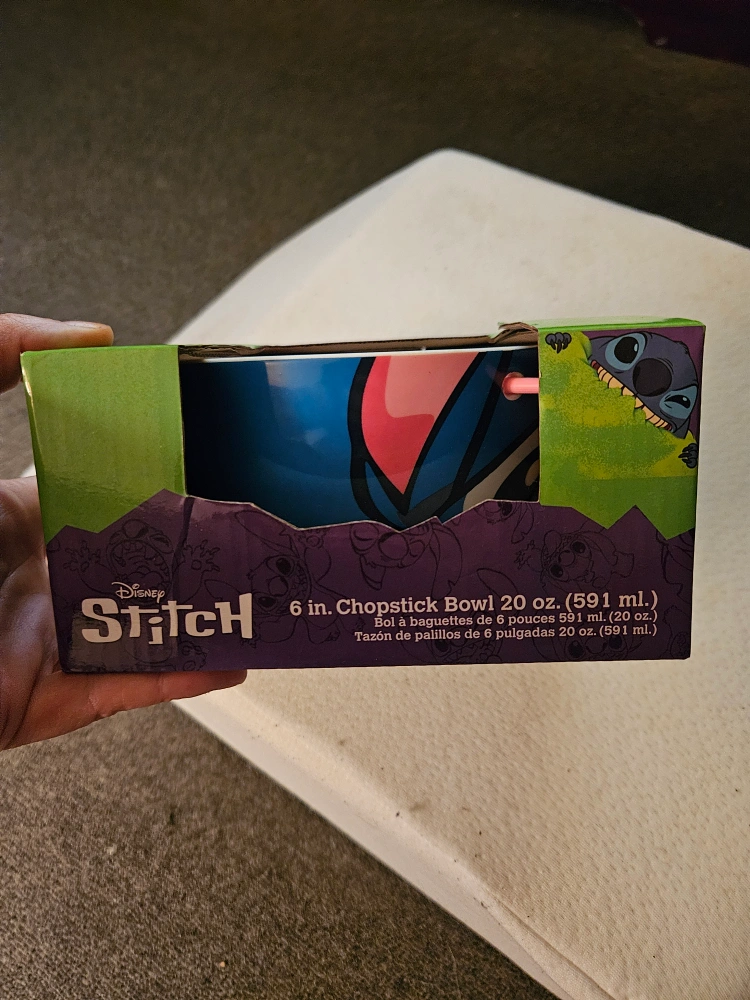 Disney
Stitch
6 in. Chopstick Bowl 20 oz. (591 ml.)
Bol à baguettes de 6 pouces 591 ml. (20 oz.)
Tazón de palillos de 6 pulgadas 20 oz. (591 ml.)